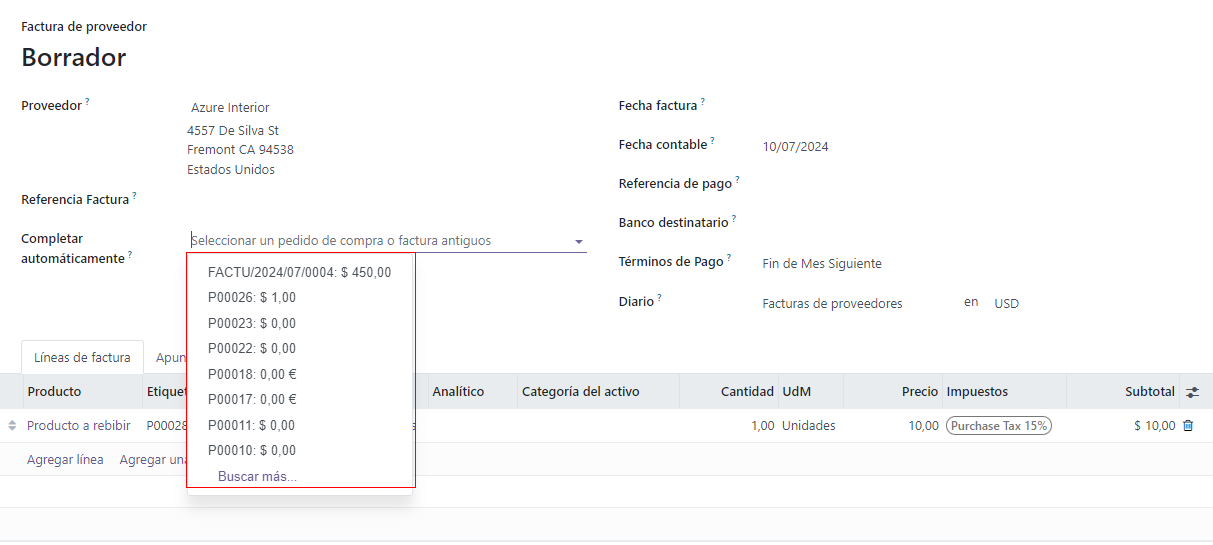 Factura de proveedor
Borrador
Proveedor ?
Azure Interior
4557 De Silva St
Fremont CA 94538
Estados Unidos
Referencia Factura ?
Completar
automáticamente ?
Seleccionar un pedido de compra o factura antiguos
FACTU/2024/07/0004: $ 450,00
P00026: $ 1,00
P00023: $ 0,00
P00022: $ 0,00
P00018: 0,00 €
P00017: 0,00 €
P00011: $ 0,00
P00010: $ 0,00
Buscar más...
Fecha factura ?
Fecha contable ?
10/07/2024
Referencia de pago ?
Banco destinatario ?
Términos de Pago ?
Fin de Mes Siguiente
Diario ?
Facturas de proveedores en USD
Líneas de factura Apun
Producto Etiquet Analítico Categoría del activo Cantidad UdM Precio Impuestos Subtotal
Producto a rebibir P00028 1,00 Unidades 10,00 Purchase Tax 15% $ 10,00
Agregar línea Agregar una